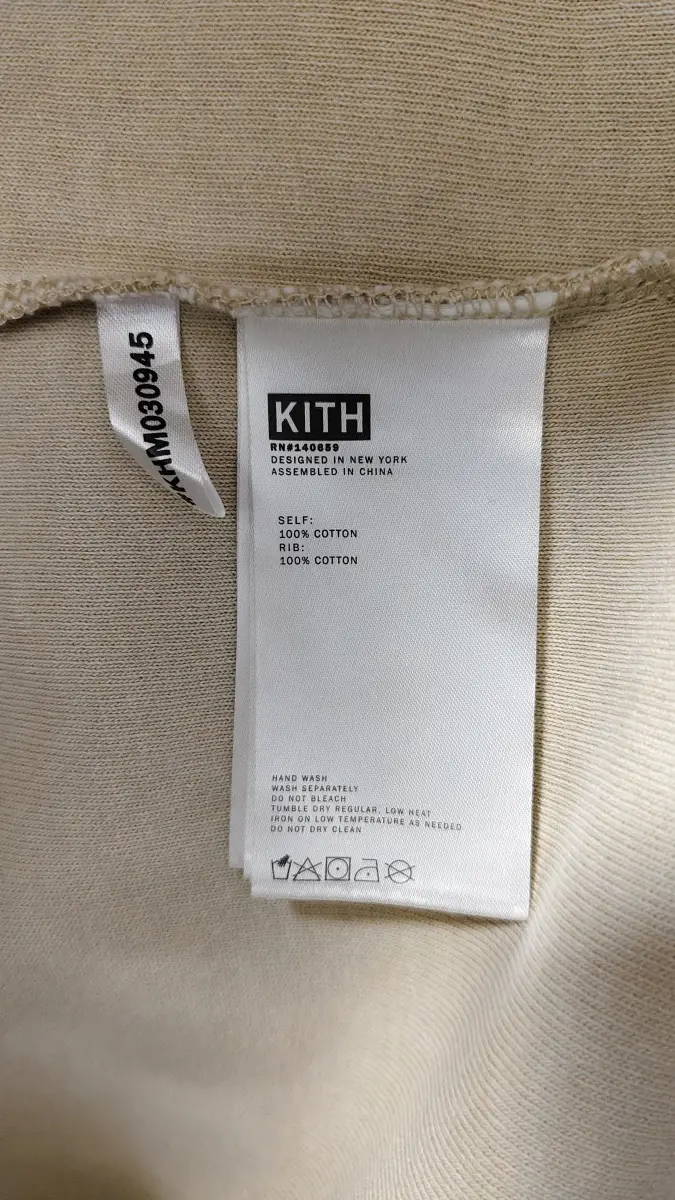 #KHM030945
KITH
RN#140659
DESIGNED IN NEW YORK
ASSEMBLED IN CHINA
SELF:
100% COTTON
RIB:
100% COTTON
HAND WASH
WASH SEPARATELY
DO NOT BLEACH
TUMBLE DRY REGULAR, LOW HEAT
IRON ON LOW TEMPERATURE AS NEEDED
DO NOT DRY CLEAN